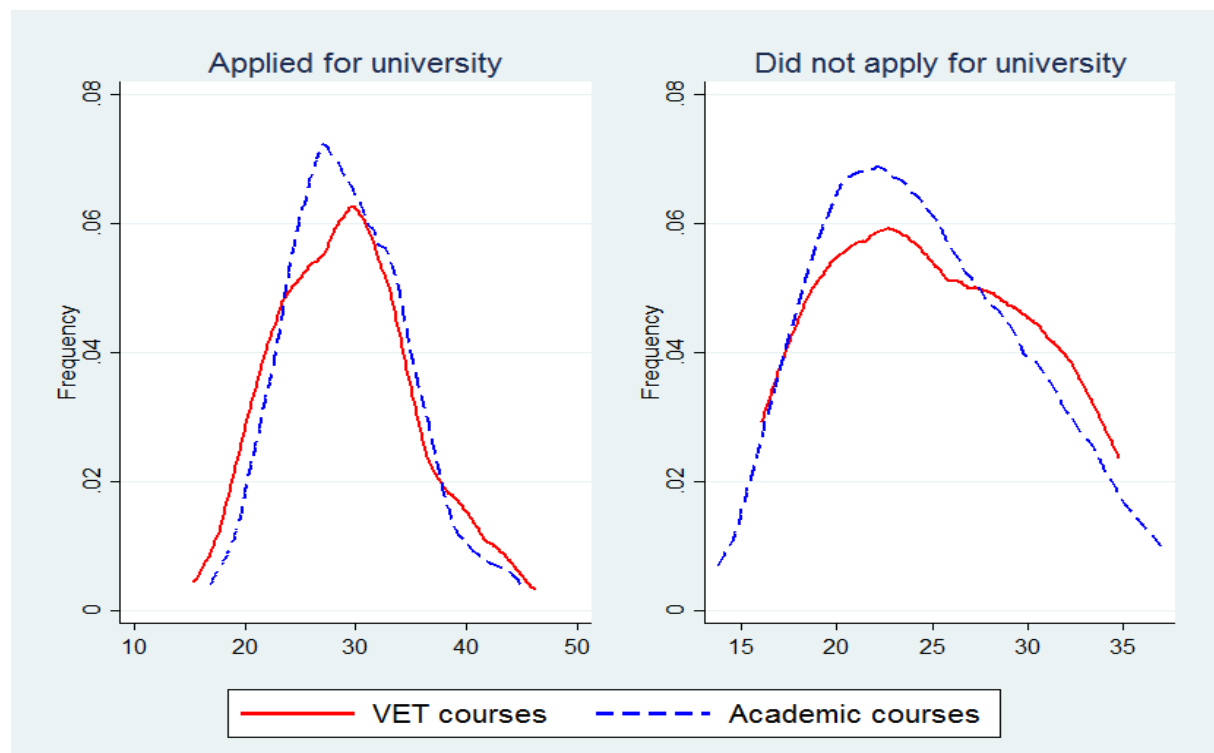 Applied for university
Did not apply for university
Frequency
.08
.06
.04
.02
0
10 20 30 40 50
Frequency
.08
.06
.04
.02
0
15 20 25 30 35
VET courses Academic courses